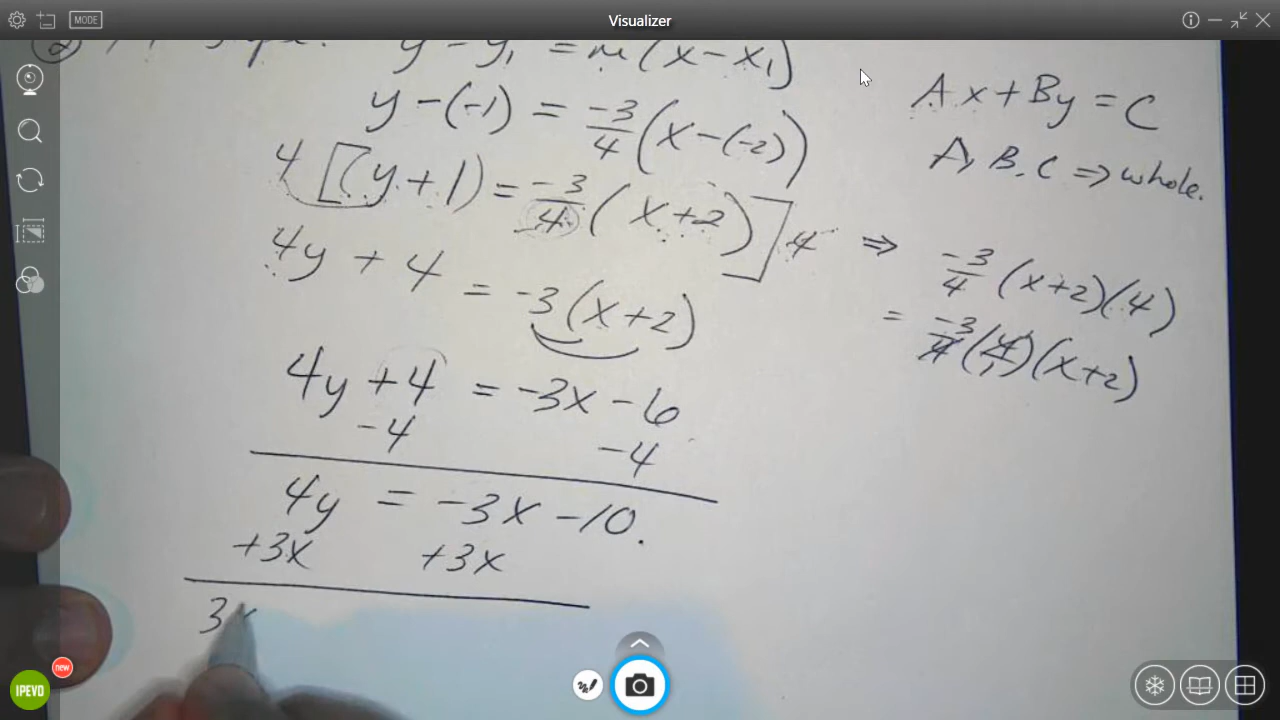 MODE
Visualizer
y - y₁ = m(x - x₁)
y - (-1) = -3/4 (x - (-2))
4 [(y + 1) = -3/4 (x + 2)] 4
4y + 4 = -3(x + 2)
4y + 4 = -3x - 6
-4 -4
4y = -3x - 10.
+3x +3x
3x
Ax + By = C
A, B, C ⇒ whole.
⇒ -3/4 (x + 2)(4)
= -3/4 (4/1)(x + 2)
new
IPEVO